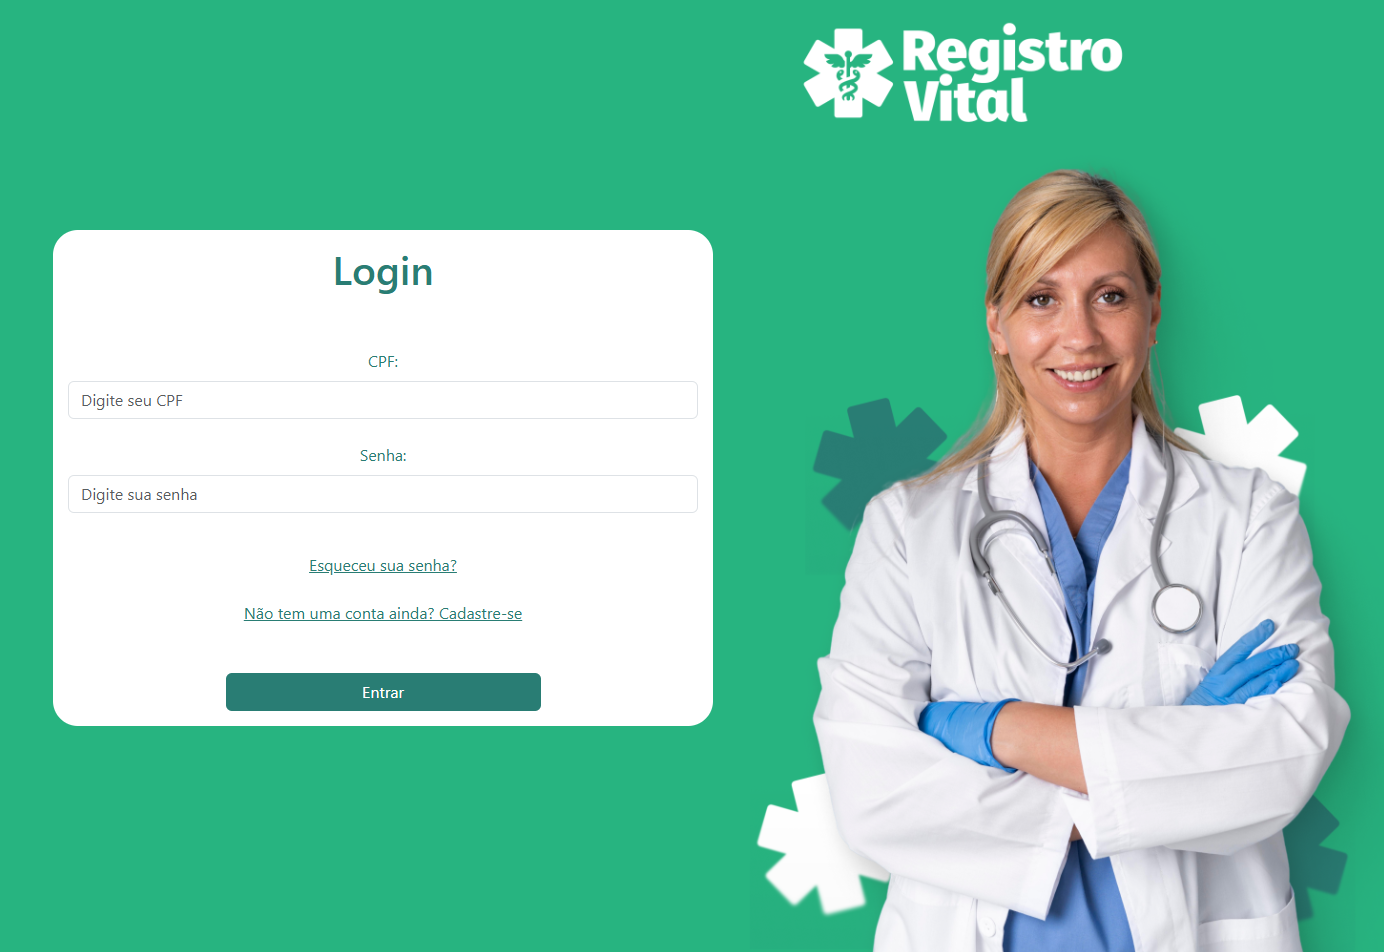 Registro
Vital
Login
CPF:
Digite seu CPF
Senha:
Digite sua senha
Esqueceu sua senha?
Não tem uma conta ainda? Cadastre-se
Entrar